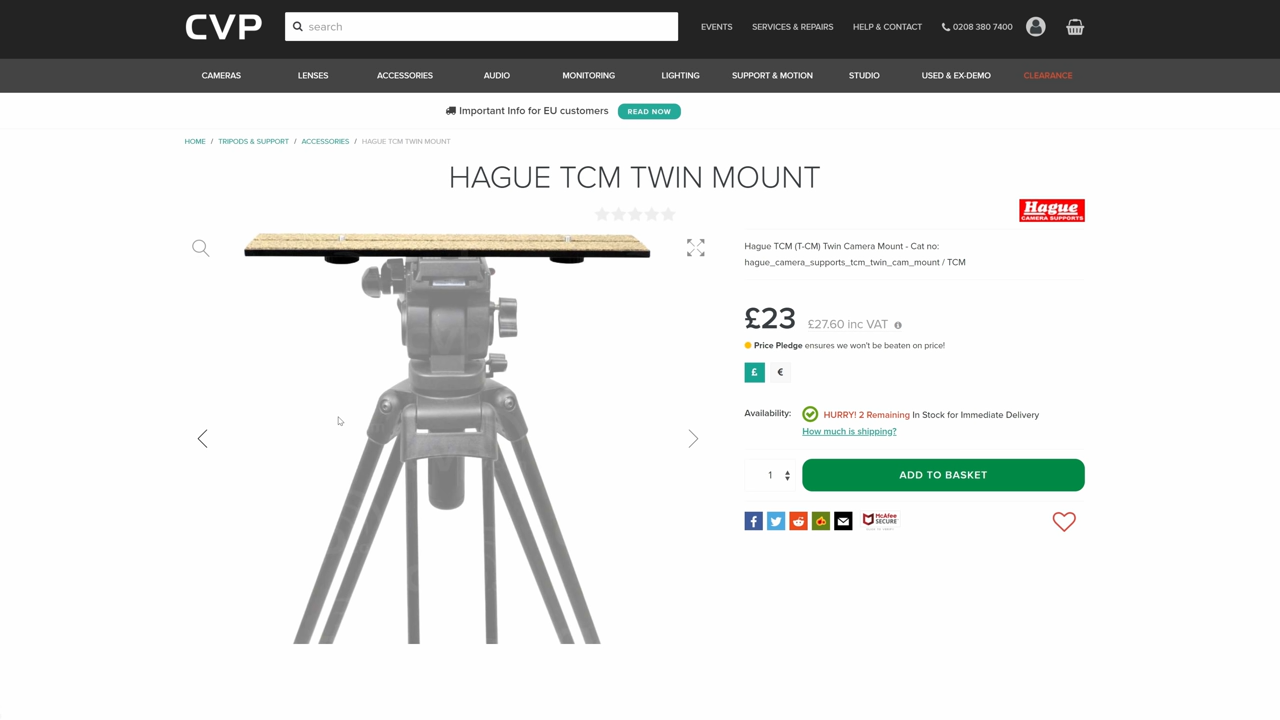 CVP
search
EVENTS
SERVICES & REPAIRS
HELP & CONTACT
0208 380 7400
CAMERAS
LENSES
ACCESSORIES
AUDIO
MONITORING
LIGHTING
SUPPORT & MOTION
STUDIO
USED & EX-DEMO
CLEARANCE
Important Info for EU customers
READ NOW
HOME / TRIPODS & SUPPORT / ACCESSORIES / HAGUE TCM TWIN MOUNT
HAGUE TCM TWIN MOUNT
Hague
CAMERA SUPPORTS
Hague TCM (T-CM) Twin Camera Mount - Cat no:
hague_camera_supports_tcm_twin_cam_mount / TCM
£23 £27.60 inc VAT
Price Pledge ensures we won't be beaten on price!
£ €
Availability:
HURRY! 2 Remaining In Stock for Immediate Delivery
How much is shipping?
1
ADD TO BASKET
McAfee
SECURE